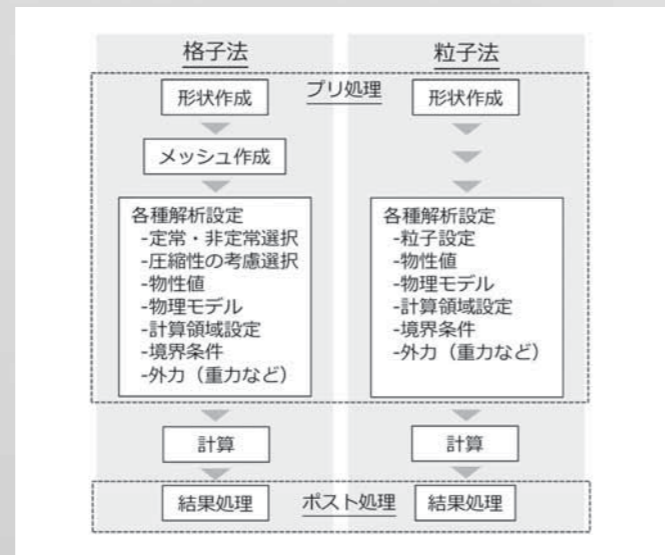 格子法
粒子法
プリ処理
形状作成
形状作成
メッシュ作成
各種解析設定
-定常・非定常選択
-圧縮性の考慮選択
-物性値
-物理モデル
-計算領域設定
-境界条件
-外力（重力など）
各種解析設定
-粒子設定
-物性値
-物理モデル
-計算領域設定
-境界条件
-外力（重力など）
計算
計算
結果処理
ポスト処理
結果処理